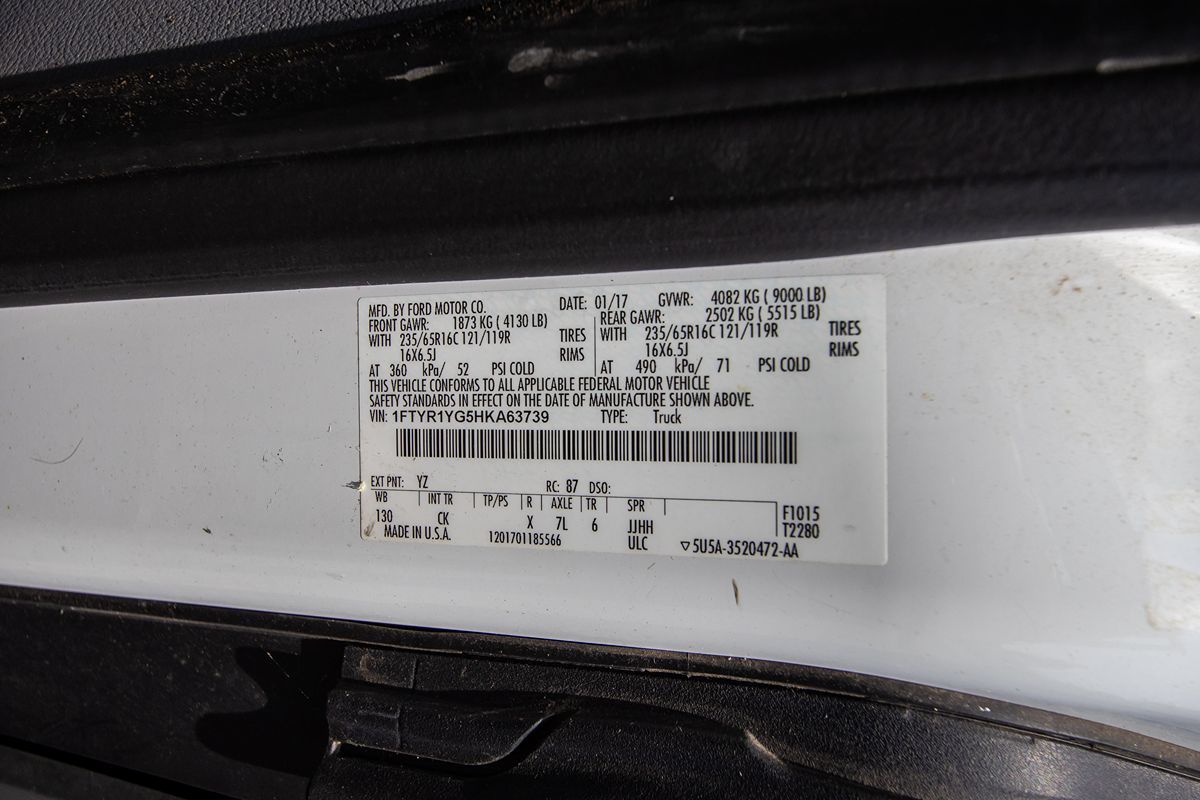 MFD. BY FORD MOTOR CO. DATE: 01/17 GVWR: 4082 KG ( 9000 LB)
FRONT GAWR: 1873 KG ( 4130 LB) REAR GAWR: 2502 KG ( 5515 LB)
WITH 235/65R16C 121/119R TIRES WITH 235/65R16C 121/119R TIRES
16X6.5J RIMS 16X6.5J RIMS
AT 360 kPa/ 52 PSI COLD AT 490 kPa/ 71 PSI COLD
THIS VEHICLE CONFORMS TO ALL APPLICABLE FEDERAL MOTOR VEHICLE
SAFETY STANDARDS IN EFFECT ON THE DATE OF MANUFACTURE SHOWN ABOVE.
VIN: 1FTYR1YG5HKA63739 TYPE: Truck
EXT PNT: YZ RC: 87 DSO:
WB INT TR TP/PS R AXLE TR SPR
130 CK X 7L 6 JJHH F1015
MADE IN U.S.A. 1201701185566 ULC T2280
▽5U5A-3520472-AA